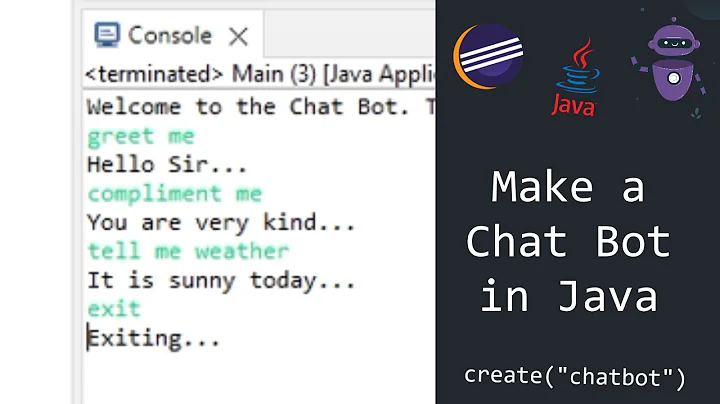 Console
<terminated> Main (3) [Java Applic
Welcome to the Chat Bot. T
greet me
Hello Sir...
compliment me
You are very kind...
tell me weather
It is sunny today...
exit
Exiting...
Java
Make a
Chat Bot
in Java
create("chatbot")